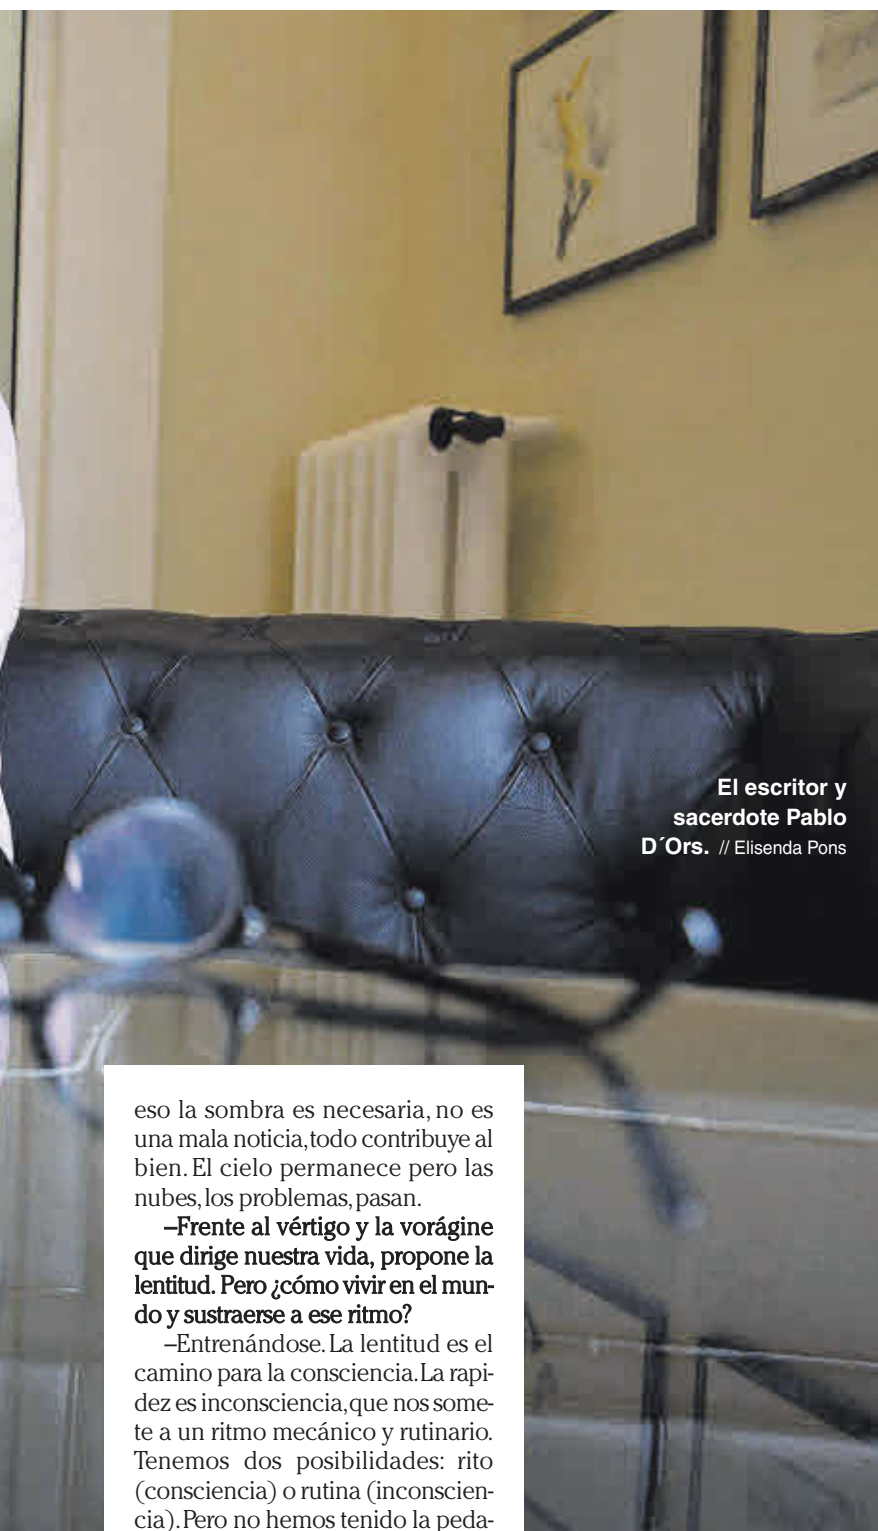 El escritor y
sacerdote Pablo
D´Ors. // Elisenda Pons
eso la sombra es necesaria, no es
una mala noticia, todo contribuye al
bien. El cielo permanece pero las
nubes, los problemas, pasan.
–Frente al vértigo y la vorágine
que dirige nuestra vida, propone la
lentitud. Pero ¿cómo vivir en el mun-
do y sustraerse a ese ritmo?
–Entrenándose. La lentitud es el
camino para la consciencia. La rapi-
dez es inconsciencia, que nos some-
te a un ritmo mecánico y rutinario.
Tenemos dos posibilidades: rito
(consciencia) o rutina (inconscien-
cia). Pero no hemos tenido la peda-